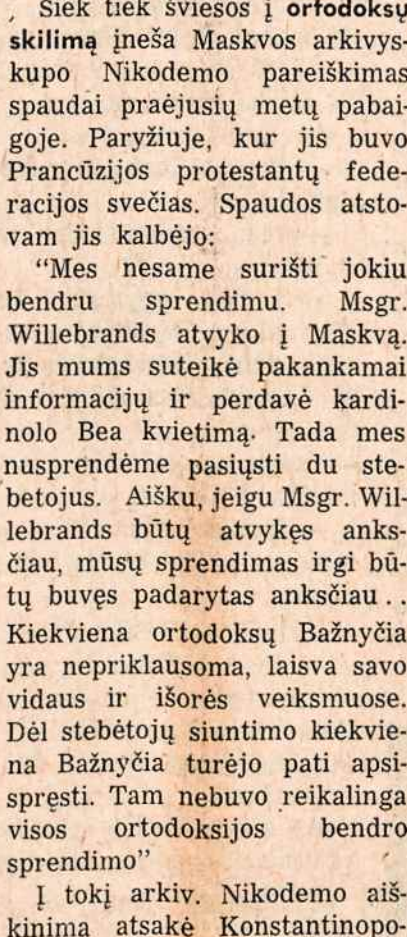 Šiek tiek šviesos į ortodoksų
skilimą įneša Maskvos arkivys-
kupo Nikodemo pareiškimas
spaudai praėjusių metų pabai-
goje. Paryžiuje, kur jis buvo
Prancūzijos protestantų fede-
racijos svečias. Spaudos atsto-
vam jis kalbėjo:
“Mes nesame surišti jokiu
bendru sprendimu. Msgr.
Willebrands atvyko į Maskvą.
Jis mums suteikė pakankamai
informacijų ir perdavė kardi-
nolo Bea kvietimą. Tada mes
nusprendėme pasiųsti du ste-
betojus. Aišku, jeigu Msgr. Wil-
lebrands būtų atvykęs anks-
čiau, mūsų sprendimas irgi bū-
tų buvęs padarytas anksčiau . .
Kiekviena ortodoksų Bažnyčia
yra nepriklausoma, laisva savo
vidaus ir išorės veiksmuose.
Dėl stebėtojų siuntimo kiekvie-
na Bažnyčia turėjo pati apsi-
spręsti. Tam nebuvo reikalinga
visos ortodoksijos bendro
sprendimo”
Į tokį arkiv. Nikodemo aiš-
kinimą atsakė Konstantinopo-